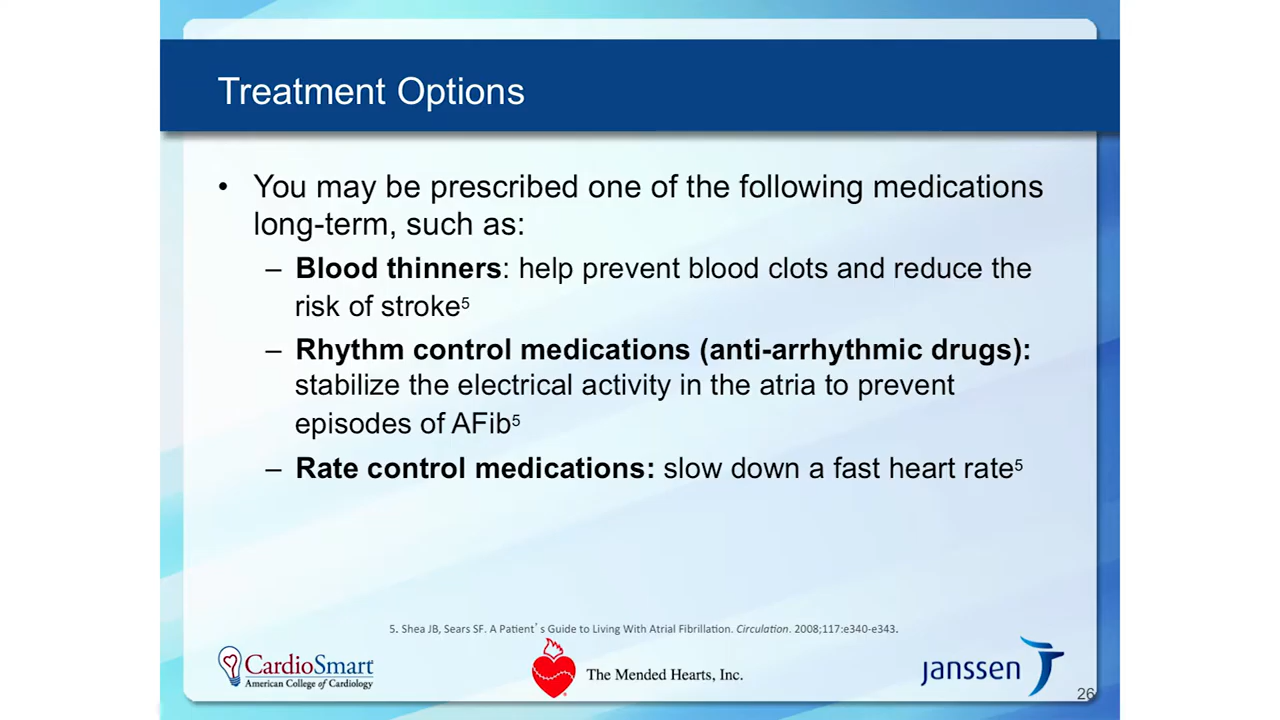 Treatment Options
• You may be prescribed one of the following medications
long-term, such as:
– Blood thinners: help prevent blood clots and reduce the
risk of stroke⁵
– Rhythm control medications (anti-arrhythmic drugs):
stabilize the electrical activity in the atria to prevent
episodes of AFib⁵
– Rate control medications: slow down a fast heart rate⁵
5. Shea JB, Sears SF. A Patient's Guide to Living With Atrial Fibrillation. Circulation. 2008;117:e340-e343.
CardioSmart
American College of Cardiology
The Mended Hearts, Inc.
janssen
26